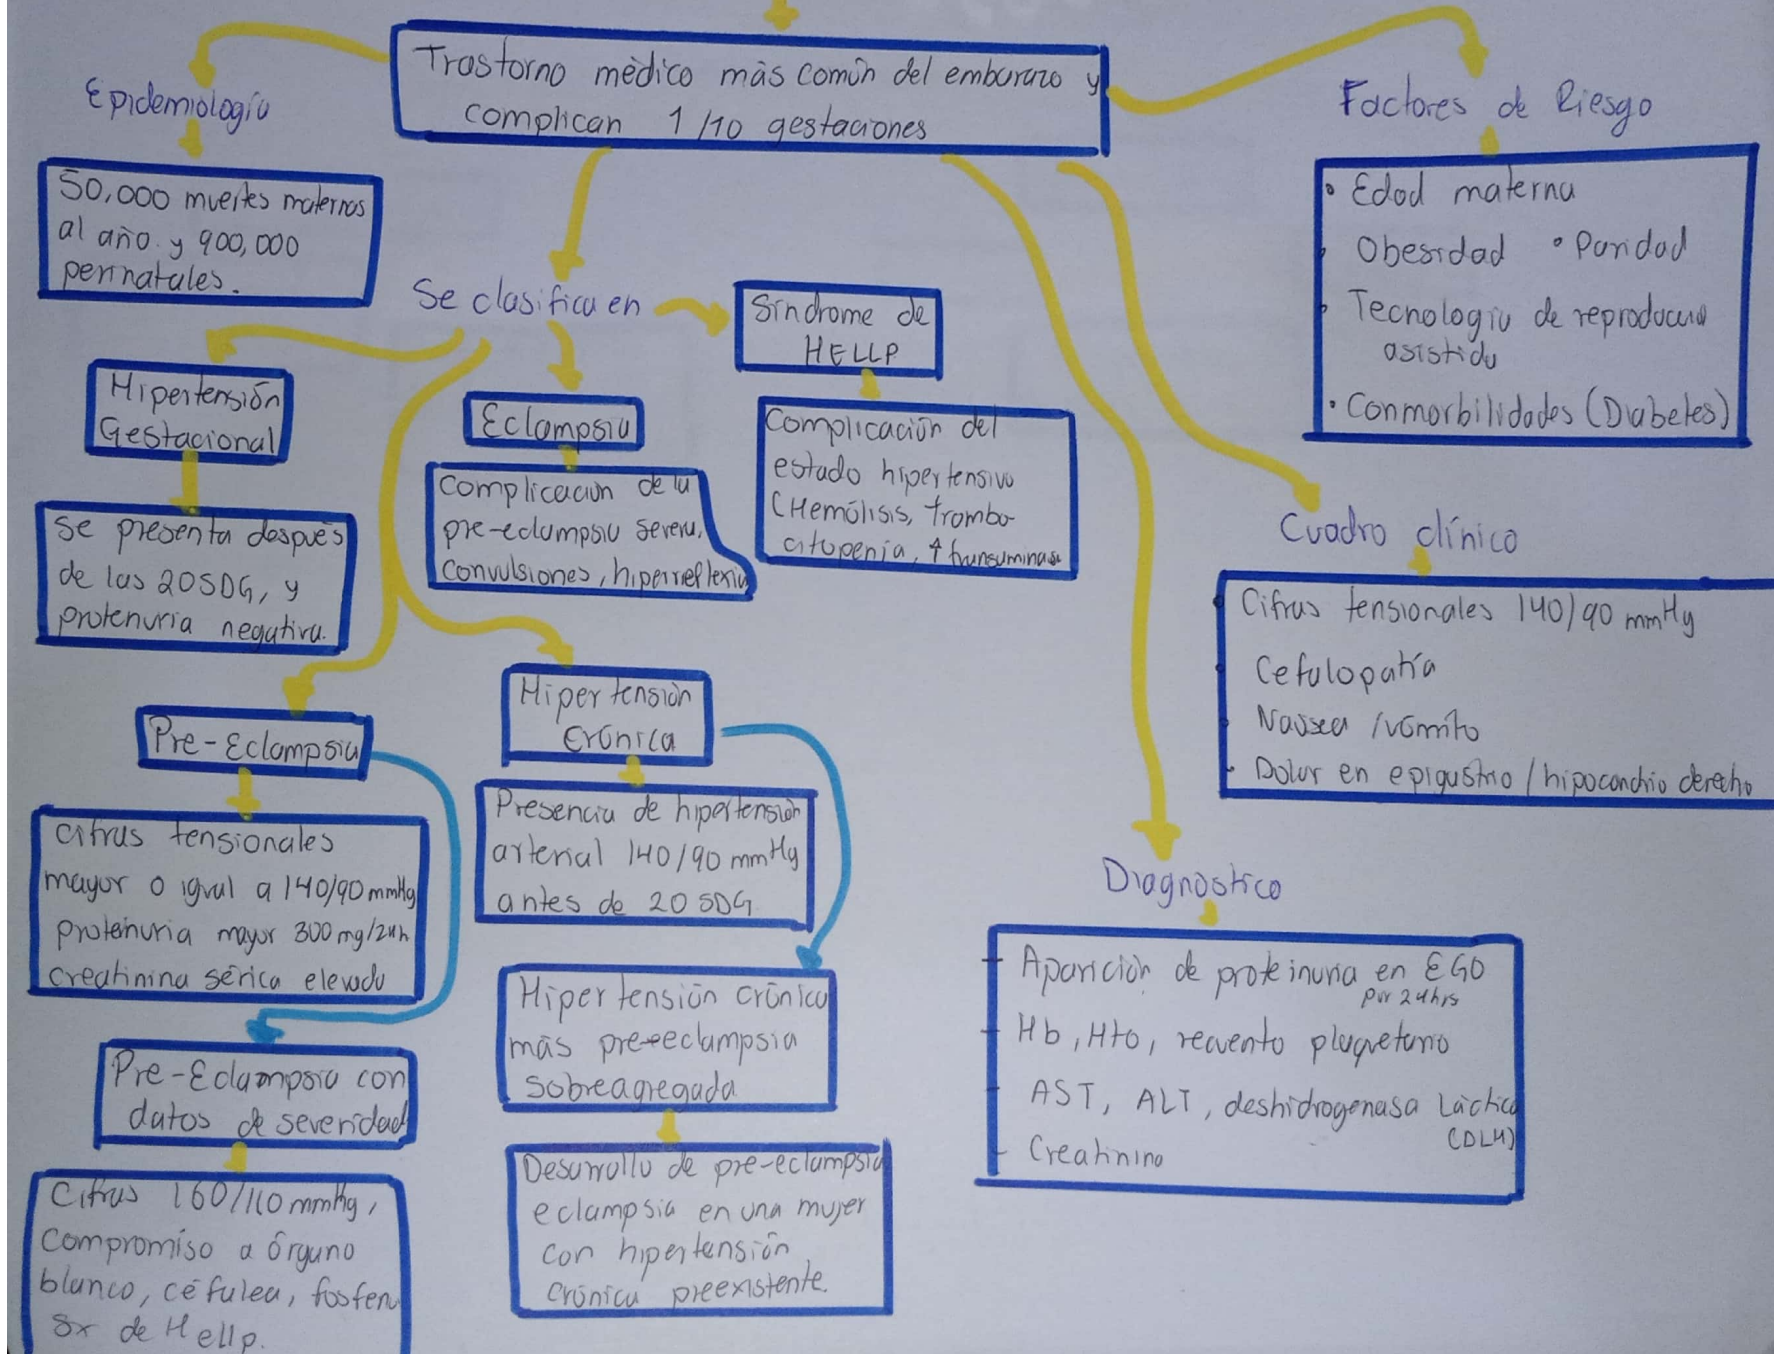 Trastorno médico más común del embarazo y
complican 1/10 gestaciones
Epidemiología
50,000 muertes maternas
al año y 900,000
perinatales.
Factores de Riesgo
• Edad materna
• Obesidad • Paridad
• Tecnología de reproducción
asistida
• Conmorbilidades (Diabetes)
Se clasifica en
Síndrome de
HELLP
Complicación del
estado hipertensivo
(Hemólisis, trombo-
citopenia, ↑ transaminasa
Hipertensión
Gestacional
Se presenta después
de las 20SDG, y
protenuria negativa.
Eclampsia
Complicación de la
pre-eclampsia severa,
convulsiones, hiperreflexia
Cuadro clínico
• Cifras tensionales 140/90 mmHg
• Cefalopatía
• Nausea /vómito
• Dolor en epigastrio / hipocondrio derecho
Pre-Eclampsia
Cifras tensionales
mayor o igual a 140/90 mmHg
proteinuria mayor 300 mg/24h
creatinina sérica elevada
Pre-Eclampsia con
datos de severidad
Cifras 160/110 mmHg,
compromiso a órgano
blanco, céfalea, fosfeno
Sx de Hellp.
Hipertensión
Crónica
Presencia de hipertensión
arterial 140/90 mmHg
antes de 20 SDG
Hipertensión crónica
más pre-eclampsia
sobreagregada
Desarrollo de pre-eclampsia
eclampsia en una mujer
con hipertensión
crónica preexistente.
Diagnostico
- Aparición de proteinuria en EGO
por 24hrs
- Hb, Hto, recuento plaquetario
- AST, ALT, deshidrogenasa Láctica
(DLH)
- Creatinina